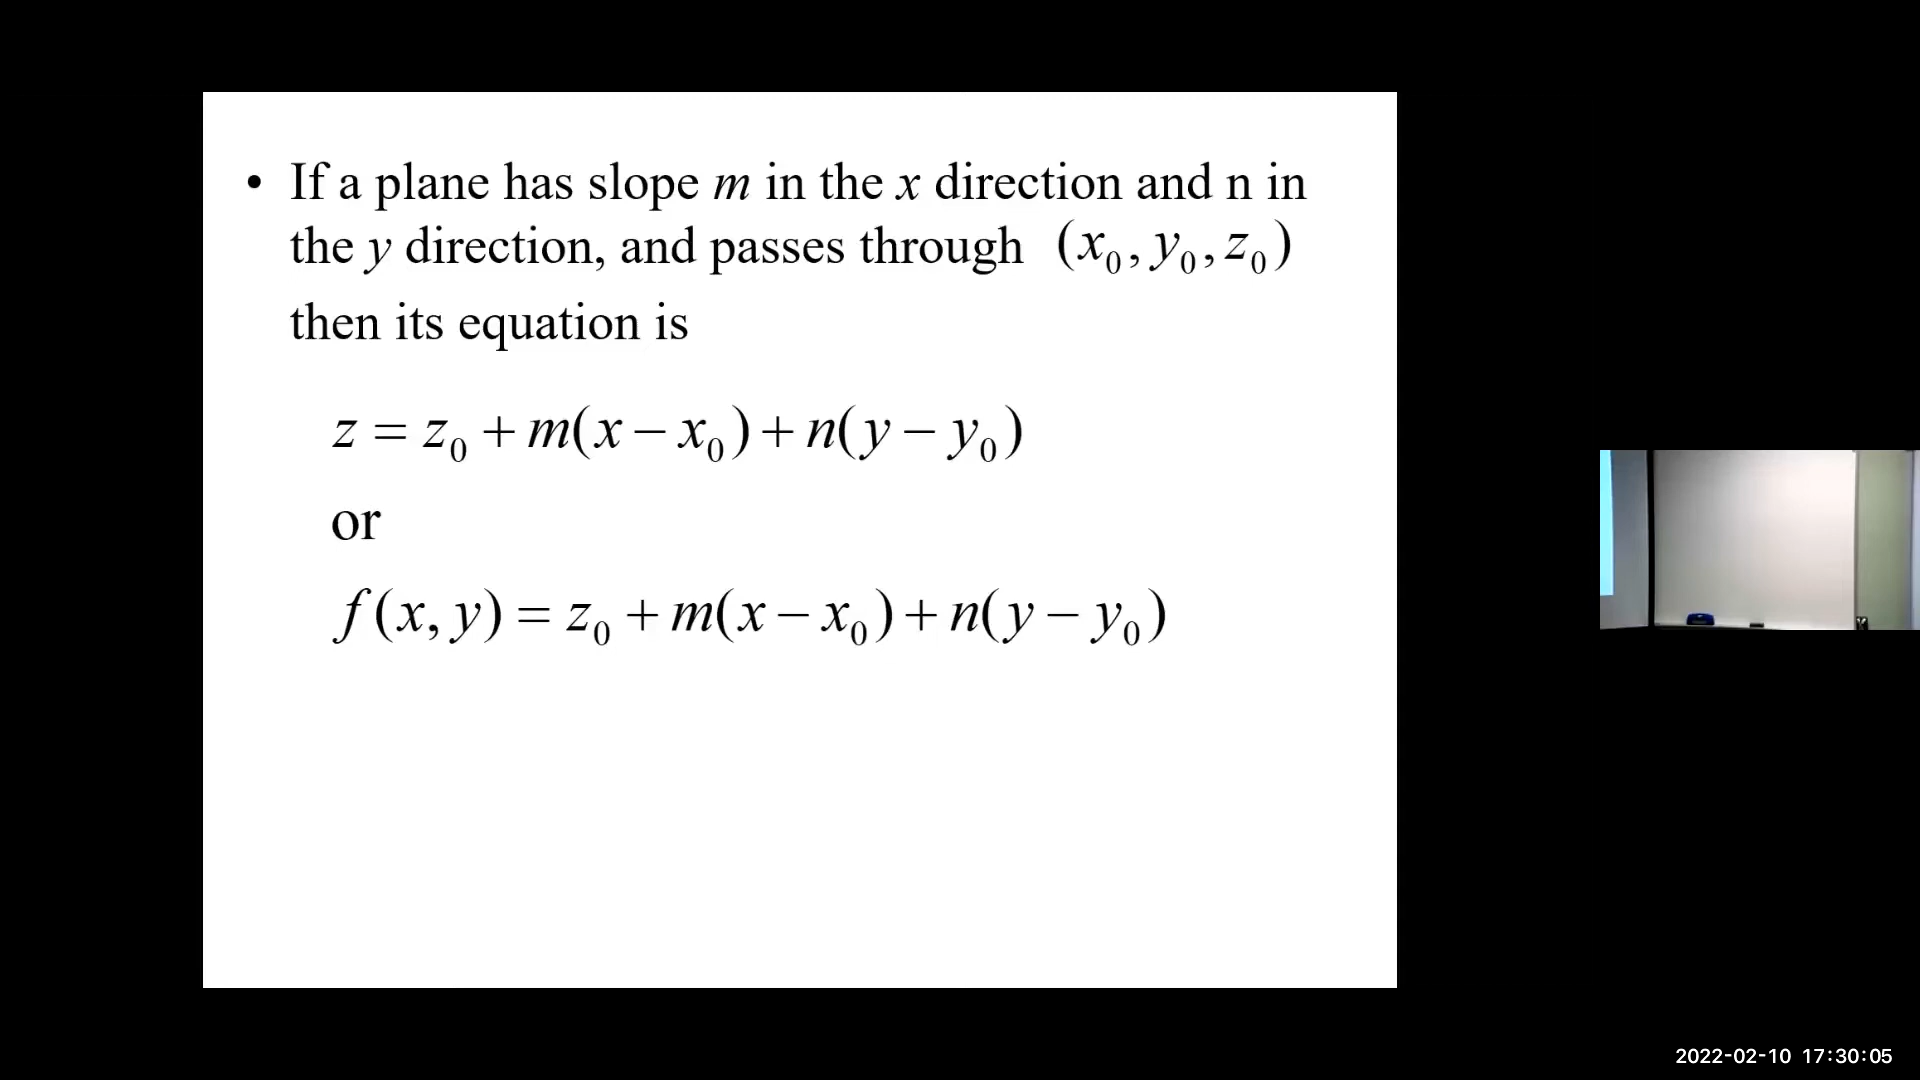 • If a plane has slope m in the x direction and n in
the y direction, and passes through (x₀, y₀, z₀)
then its equation is
z = z₀ + m(x − x₀) + n(y − y₀)
or
f(x, y) = z₀ + m(x − x₀) + n(y − y₀)
2022-02-10 17:30:05